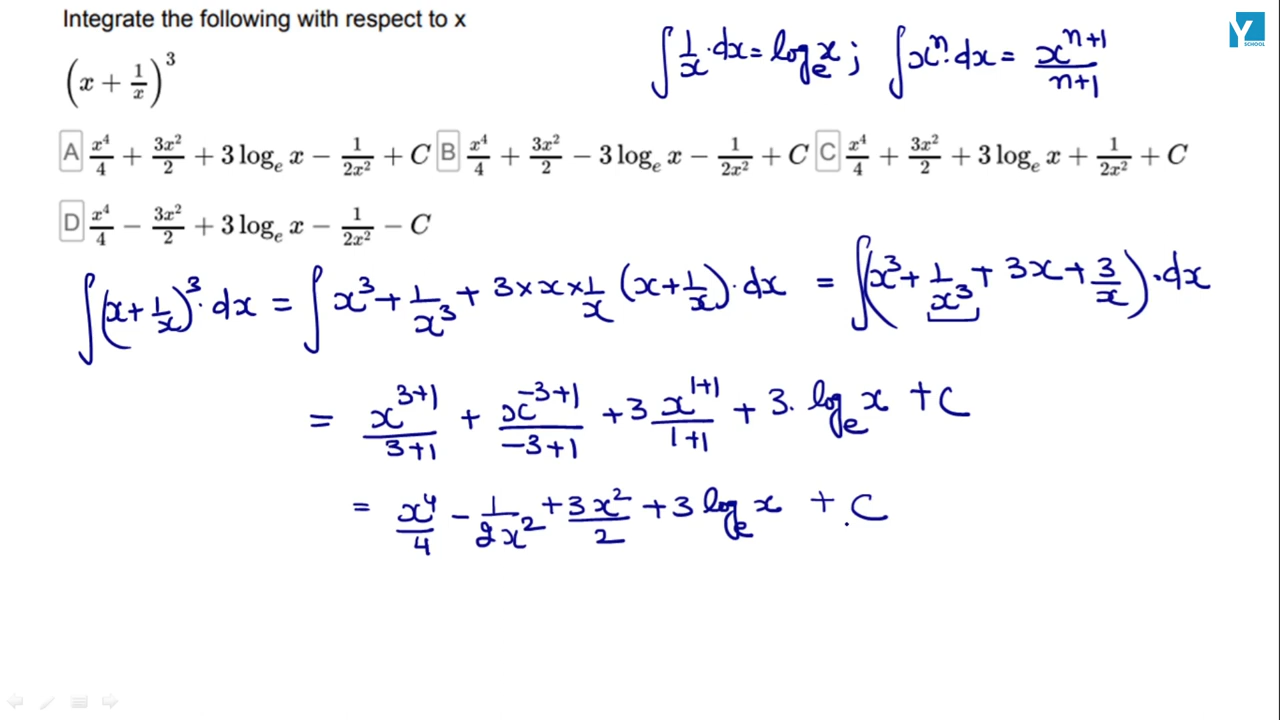 Integrate the following with respect to x
Y SCHOOL
∫ 1/x · dx = logₑx ; ∫ xⁿ · dx = x^(n+1)/(n+1)
(x + 1/x)³
A x⁴/4 + 3x²/2 + 3 logₑ x − 1/(2x²) + C B x⁴/4 + 3x²/2 − 3 logₑ x − 1/(2x²) + C C x⁴/4 + 3x²/2 + 3 logₑ x + 1/(2x²) + C
D x⁴/4 − 3x²/2 + 3 logₑ x − 1/(2x²) − C
∫(x + 1/x)³ · dx = ∫ x³ + 1/x³ + 3 × x × 1/x (x + 1/x) · dx = ∫(x³ + 1/x³ + 3x + 3/x) · dx
= x^(3+1)/(3+1) + x^(−3+1)/(−3+1) + 3 x^(1+1)/(1+1) + 3 · logₑ x + C
= x⁴/4 − 1/(2x²) + 3x²/2 + 3 logₑ x + C